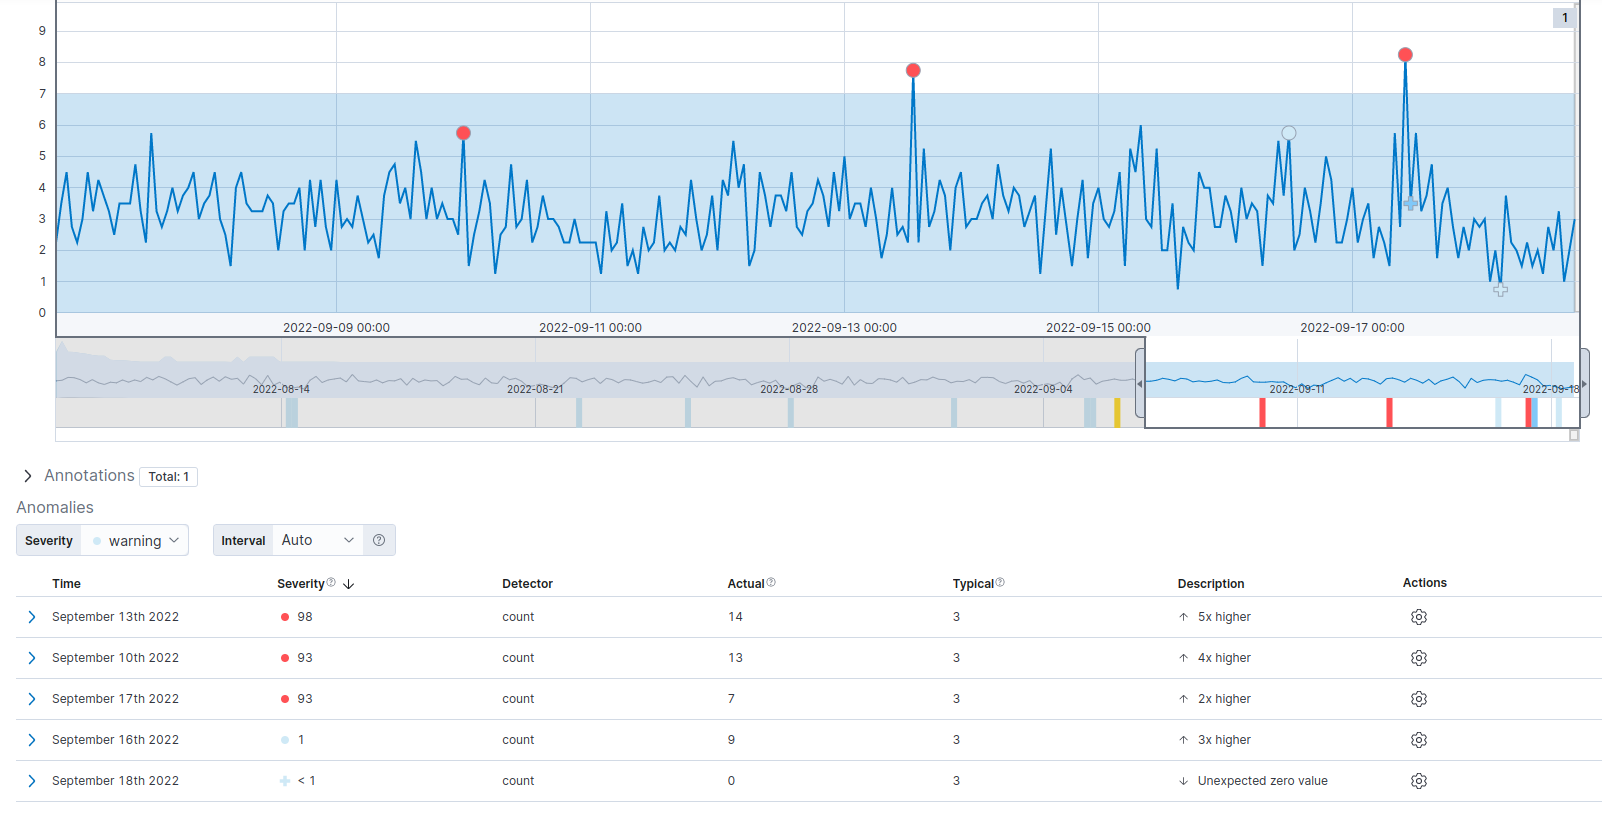 1
9
8
7
6
5
4
3
2
1
0
2022-09-09 00:00 2022-09-11 00:00 2022-09-13 00:00 2022-09-15 00:00 2022-09-17 00:00
2022-08-14 2022-08-21 2022-08-28 2022-09-04 2022-09-11 2022-09-18
Annotations Total: 1
Anomalies
Severity warning Interval Auto ?
Time Severity ? Detector Actual ? Typical ? Description Actions
September 13th 2022 98 count 14 3 ↑ 5x higher
September 10th 2022 93 count 13 3 ↑ 4x higher
September 17th 2022 93 count 7 3 ↑ 2x higher
September 16th 2022 1 count 9 3 ↑ 3x higher
September 18th 2022 < 1 count 0 3 ↓ Unexpected zero value